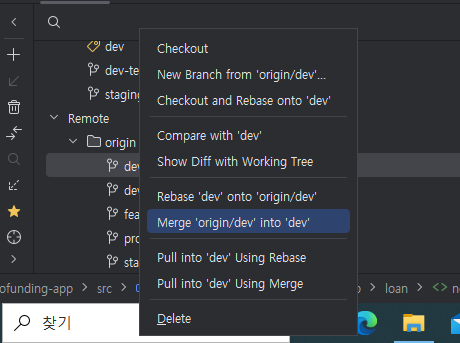 dev
dev-te
staging
Remote
origin
dev
dev
fea
pro
sta
Checkout
New Branch from 'origin/dev'...
Checkout and Rebase onto 'dev'
Compare with 'dev'
Show Diff with Working Tree
Rebase 'dev' onto 'origin/dev'
Merge 'origin/dev' into 'dev'
Pull into 'dev' Using Rebase
Pull into 'dev' Using Merge
Delete
ofunding-app > src > loan > <> n
찾기